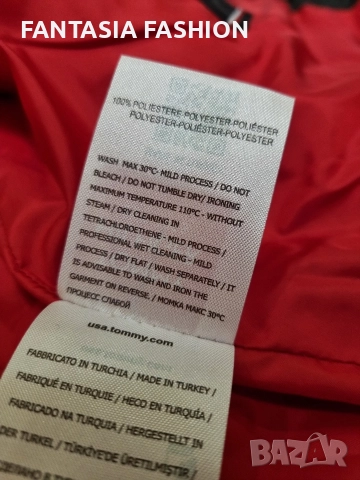 FANTASIA FASHION
100% POLIESTERE POLYESTER-POLIÉSTER
POLYESTER-POLIÉSTER-POLYESTER
WASH MAX 30°C- MILD PROCESS / DO NOT
BLEACH / DO NOT TUMBLE DRY/ IRONING
MAXIMUM TEMPERATURE 110°C - WITHOUT
STEAM / DRY CLEANING IN
TETRACHLOROETHENE - MILD PROCESS /
PROFESSIONAL WET CLEANING - MILD
PROCESS / DRY FLAT / WASH SEPARATELY / IT
IS ADVISABLE TO WASH AND IRON THE
GARMENT ON REVERSE. / МОМКА МАКС 30°C
ПРОЦЕСС СЛАБОЙ
usa.tommy.com
FABBRICATO IN TURCHIA / MADE IN TURKEY /
FABRIQUÉ EN TURQUIE / HECO EN TURQUÍA /
FABRICADO NA TURQUIA / HERGESTELLT IN
DER TÜRKEI / TÜRKİYE'DE ÜRETİLMİŞTİR /
BAZAR